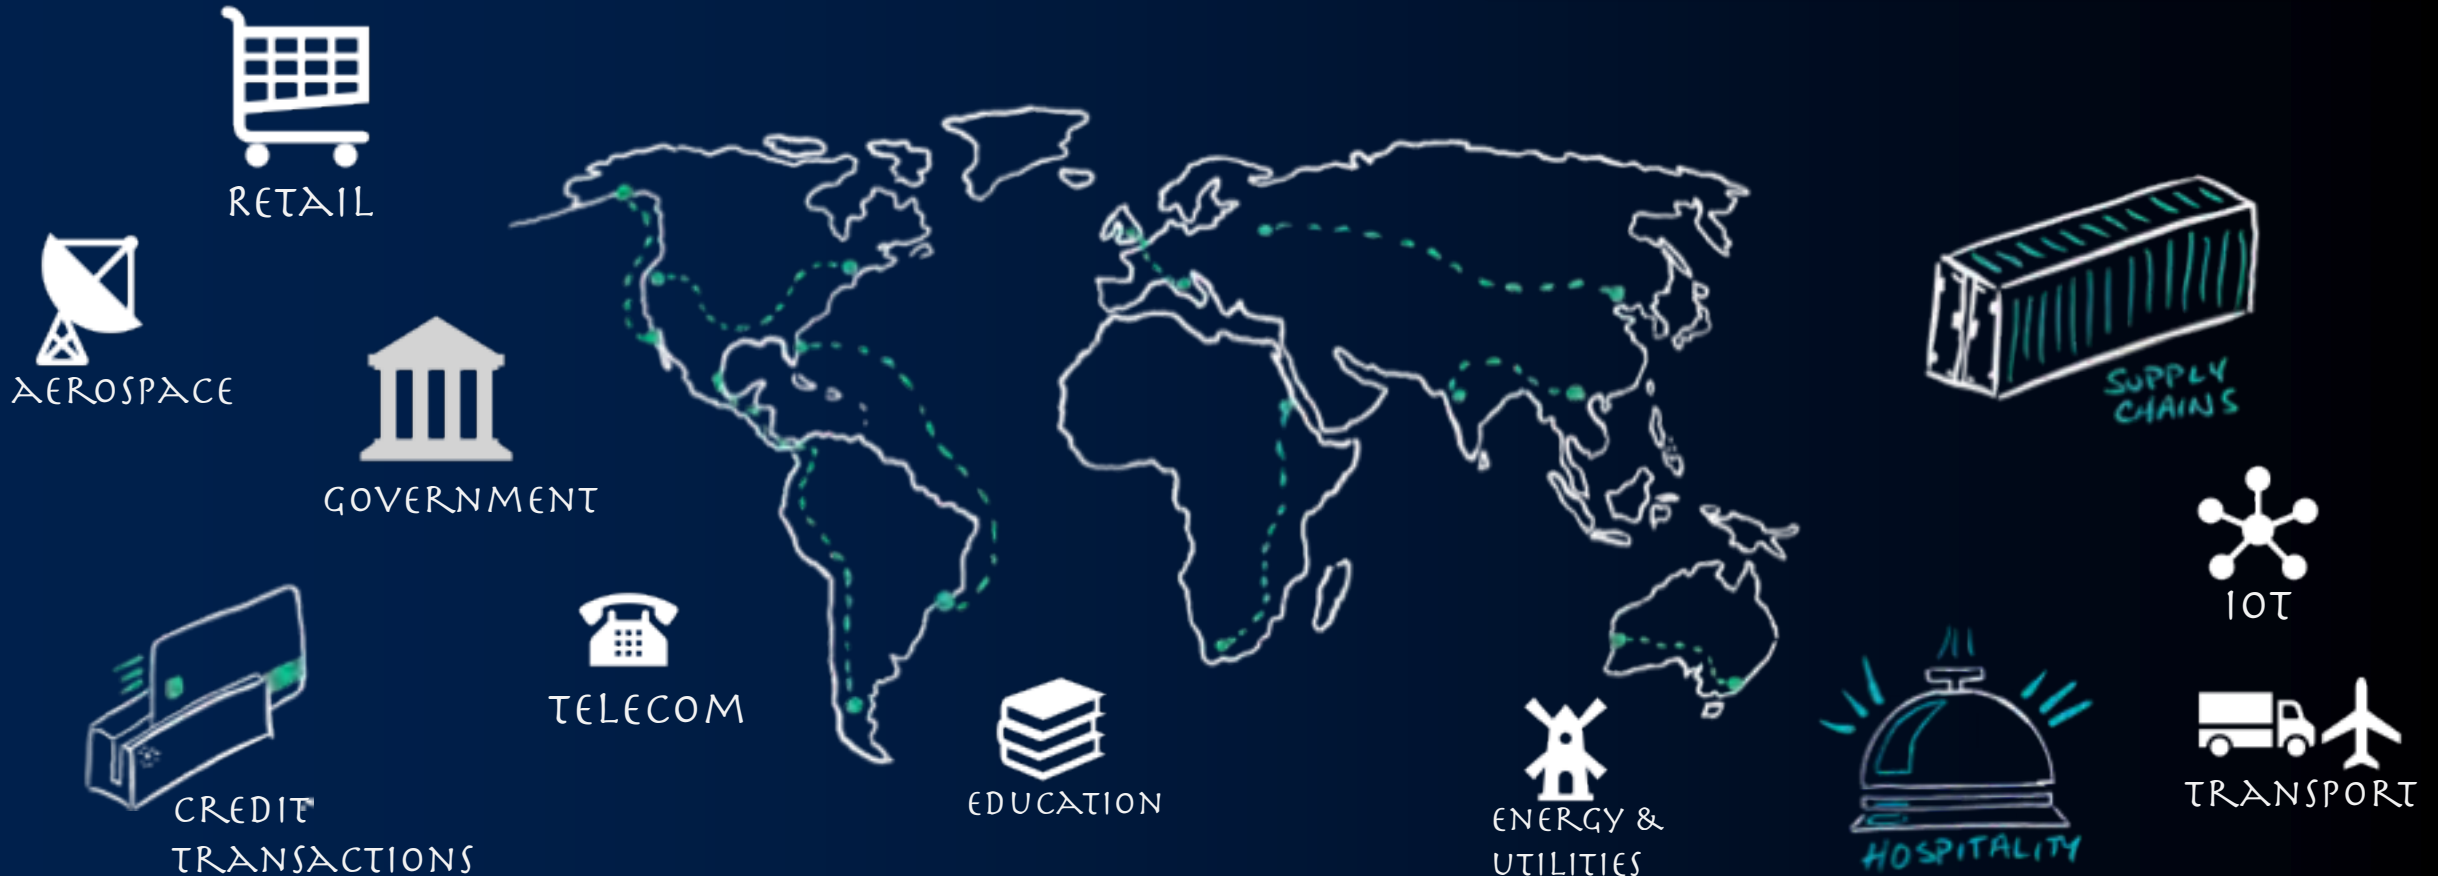 RETAIL
AEROSPACE
GOVERNMENT
SUPPLY
CHAINS
IOT
TELECOM
CREDIT
TRANSACTIONS
EDUCATION
ENERGY &
UTILITIES
HOSPITALITY
TRANSPORT